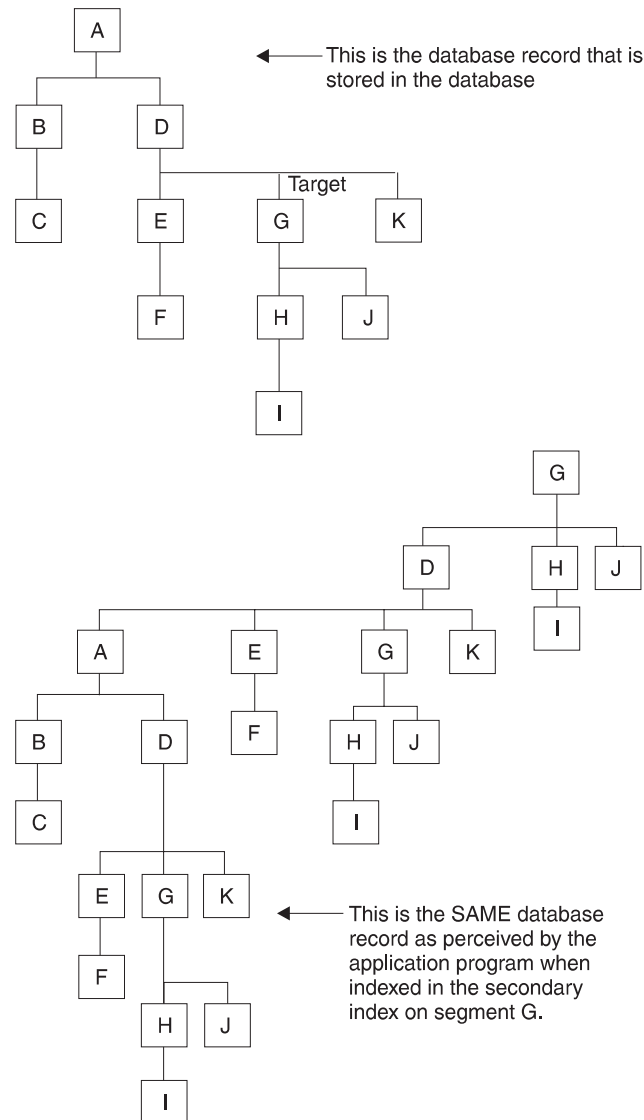 A
This is the database record that is
stored in the database
B D
Target
C E G K
F H J
I
G
D H J
A E G K I
B D F H J
C I
E G K
This is the SAME database
record as perceived by the
application program when
indexed in the secondary
index on segment G.
F
H J
I